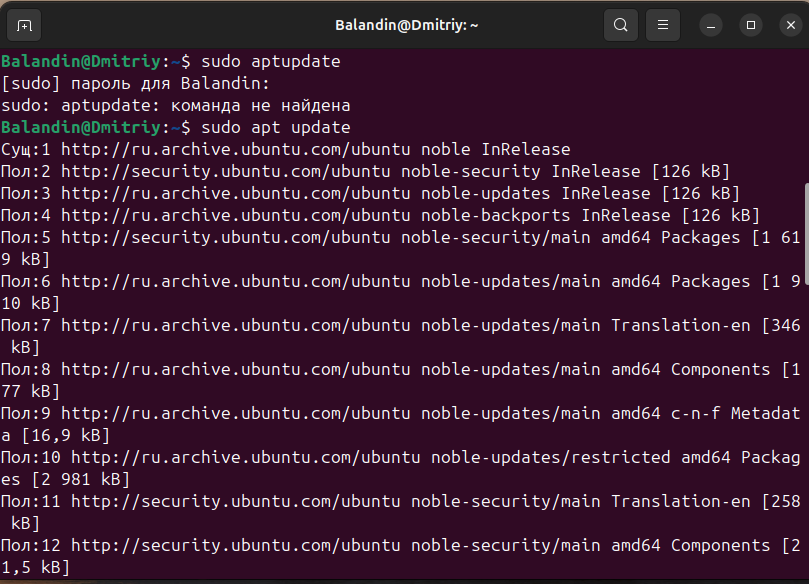 Balandin@Dmitriy: ~
Balandin@Dmitriy:~$ sudo aptupdate
[sudo] пароль для Balandin:
sudo: aptupdate: команда не найдена
Balandin@Dmitriy:~$ sudo apt update
Сущ:1 http://ru.archive.ubuntu.com/ubuntu noble InRelease
Пол:2 http://security.ubuntu.com/ubuntu noble-security InRelease [126 kB]
Пол:3 http://ru.archive.ubuntu.com/ubuntu noble-updates InRelease [126 kB]
Пол:4 http://ru.archive.ubuntu.com/ubuntu noble-backports InRelease [126 kB]
Пол:5 http://security.ubuntu.com/ubuntu noble-security/main amd64 Packages [1 61
9 kB]
Пол:6 http://ru.archive.ubuntu.com/ubuntu noble-updates/main amd64 Packages [1 9
10 kB]
Пол:7 http://ru.archive.ubuntu.com/ubuntu noble-updates/main Translation-en [346
 kB]
Пол:8 http://ru.archive.ubuntu.com/ubuntu noble-updates/main amd64 Components [1
77 kB]
Пол:9 http://ru.archive.ubuntu.com/ubuntu noble-updates/main amd64 c-n-f Metadat
a [16,9 kB]
Пол:10 http://ru.archive.ubuntu.com/ubuntu noble-updates/restricted amd64 Packag
es [2 981 kB]
Пол:11 http://security.ubuntu.com/ubuntu noble-security/main Translation-en [258
 kB]
Пол:12 http://security.ubuntu.com/ubuntu noble-security/main amd64 Components [2
1,5 kB]